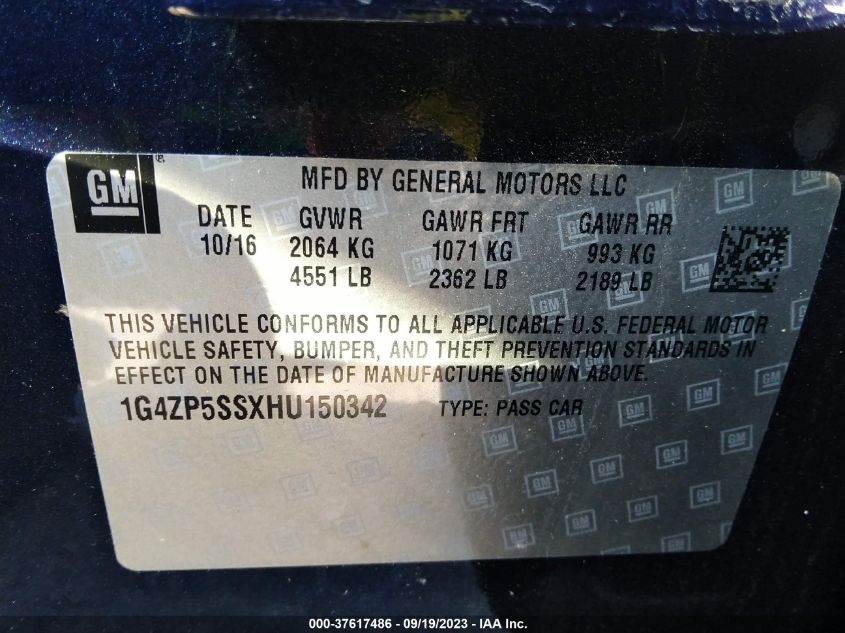 GM
MFD BY GENERAL MOTORS LLC
DATE GVWR GAWR FRT GAWR RR
10/16 2064 KG 1071 KG 993 KG
4551 LB 2362 LB 2189 LB
THIS VEHICLE CONFORMS TO ALL APPLICABLE U.S. FEDERAL MOTOR
VEHICLE SAFETY, BUMPER, AND THEFT PREVENTION STANDARDS IN
EFFECT ON THE DATE OF MANUFACTURE SHOWN ABOVE.
1G4ZP5SSXHU150342 TYPE: PASS CAR
000-37617486 - 09/19/2023 - IAA Inc.